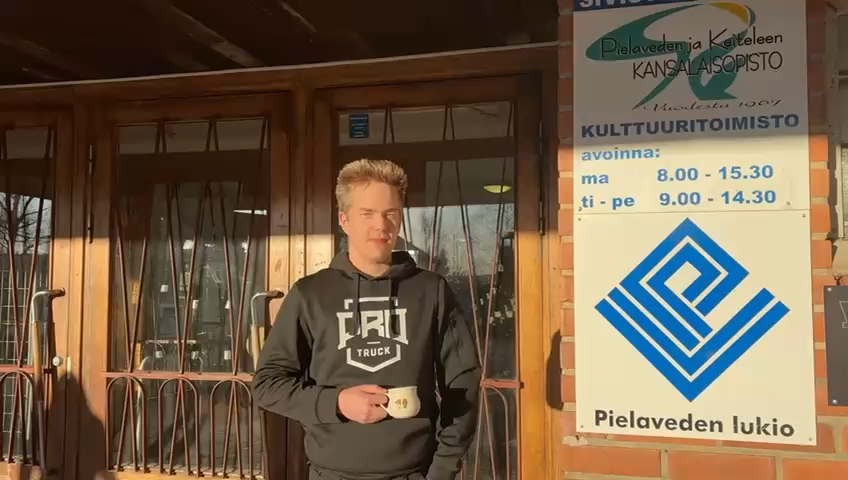 Pielaveden ja Keiteleen
KANSALAISOPISTO
Vuodesta 1907
KULTTUURITOIMISTO
avoinna:
ma 8.00 - 15.30
ti - pe 9.00 - 14.30
Pielaveden lukio
PRO
TRUCK